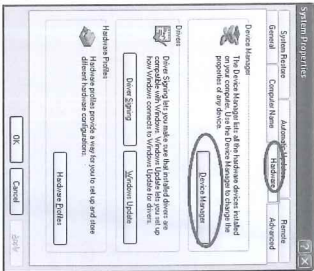 System Properties
System Restore
Automatic Updates
Remote
General
Computer Name
Hardware
Advanced
Device Manager
The Device Manager lists all the hardware devices installed
on your computer. Use the Device Manager to change the
properties of any device.
Device Manager
Drivers
Driver Signing lets you make sure that installed drivers are
compatible with Windows. Windows Update lets you set up
how Windows connects to Windows Update for drivers.
Driver Signing
Windows Update
Hardware Profiles
Hardware profiles provide a way for you to set up and store
different hardware configurations.
Hardware Profiles
OK
Cancel
Apply